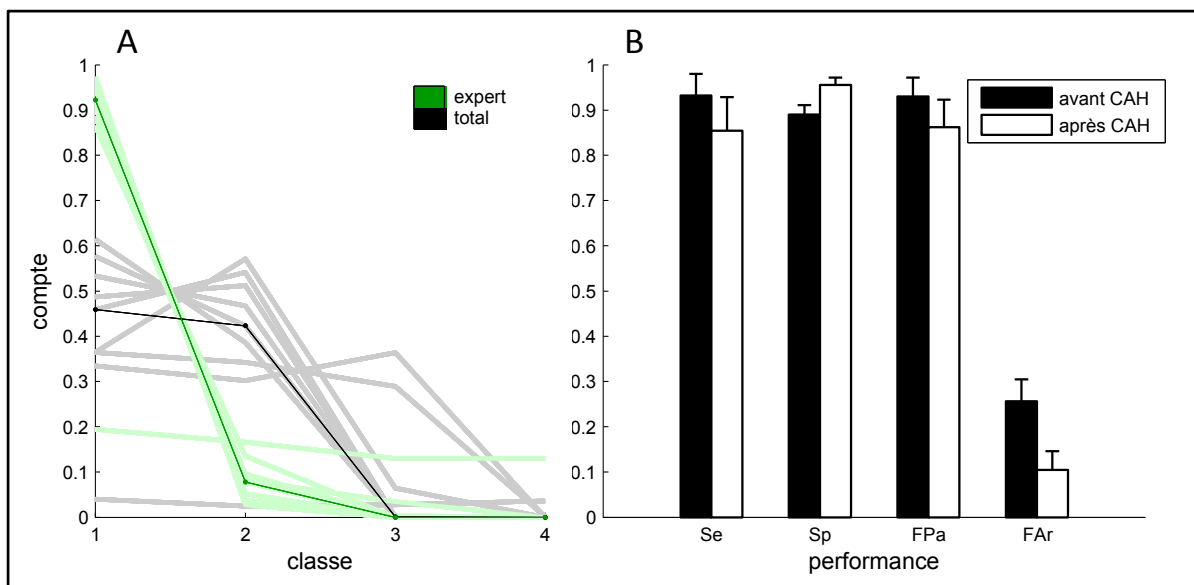 A
1
0.9
0.8
0.7
0.6
0.5
0.4
0.3
0.2
0.1
0
compte
1 2 3 4
classe
expert
total
B
1
0.9
0.8
0.7
0.6
0.5
0.4
0.3
0.2
0.1
0
avant CAH
après CAH
Se Sp FPa FAr
performance